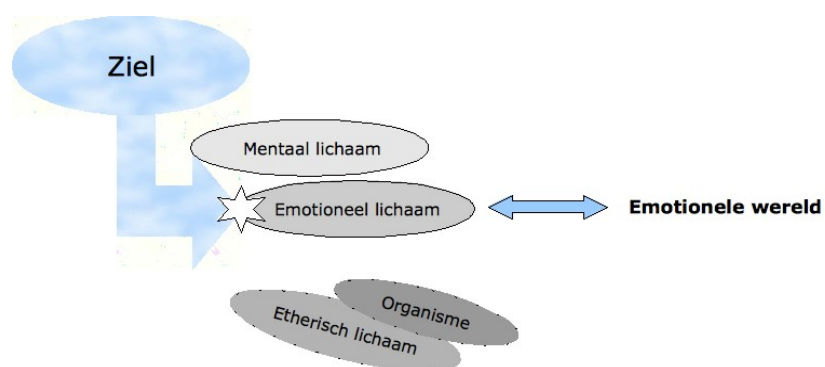 Ziel
Mentaal lichaam
Emotioneel lichaam
Emotionele wereld
Organisme
Etherisch lichaam